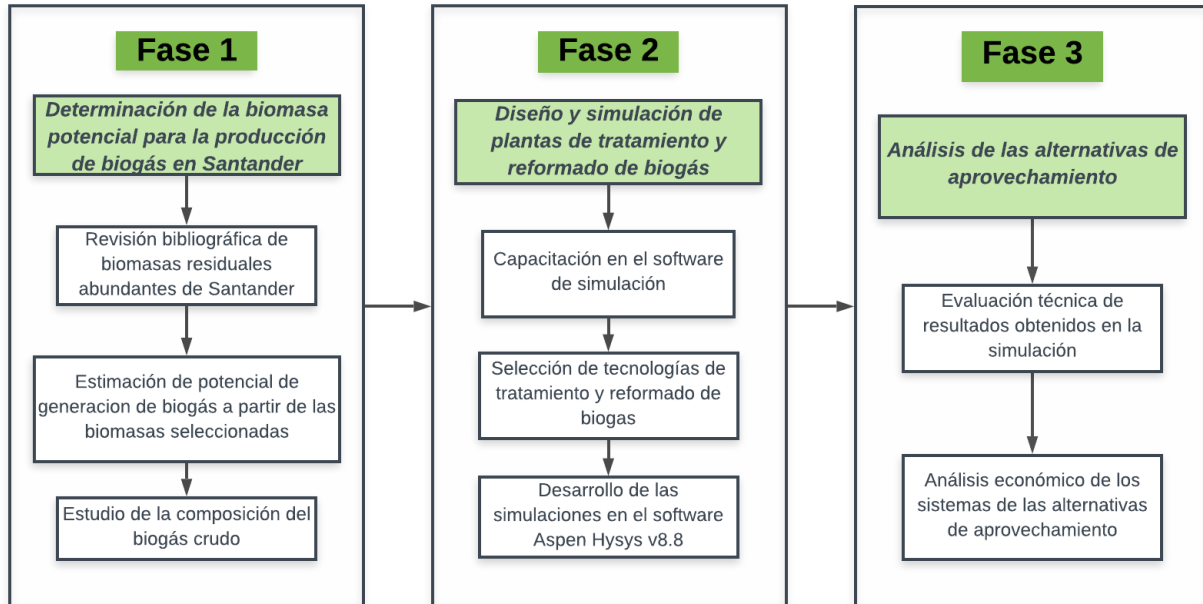 Fase 1
Determinación de la biomasa
potencial para la producción
de biogás en Santander
Revisión bibliográfica de
biomasas residuales
abundantes de Santander
Estimación de potencial de
generacion de biogás a partir de las
biomasas seleccionadas
Estudio de la composición del
biogás crudo
Fase 2
Diseño y simulación de
plantas de tratamiento y
reformado de biogás
Capacitación en el software
de simulación
Selección de tecnologías de
tratamiento y reformado de
biogas
Desarrollo de las
simulaciones en el software
Aspen Hysys v8.8
Fase 3
Análisis de las alternativas de
aprovechamiento
Evaluación técnica de
resultados obtenidos en la
simulación
Análisis económico de los
sistemas de las alternativas
de aprovechamiento